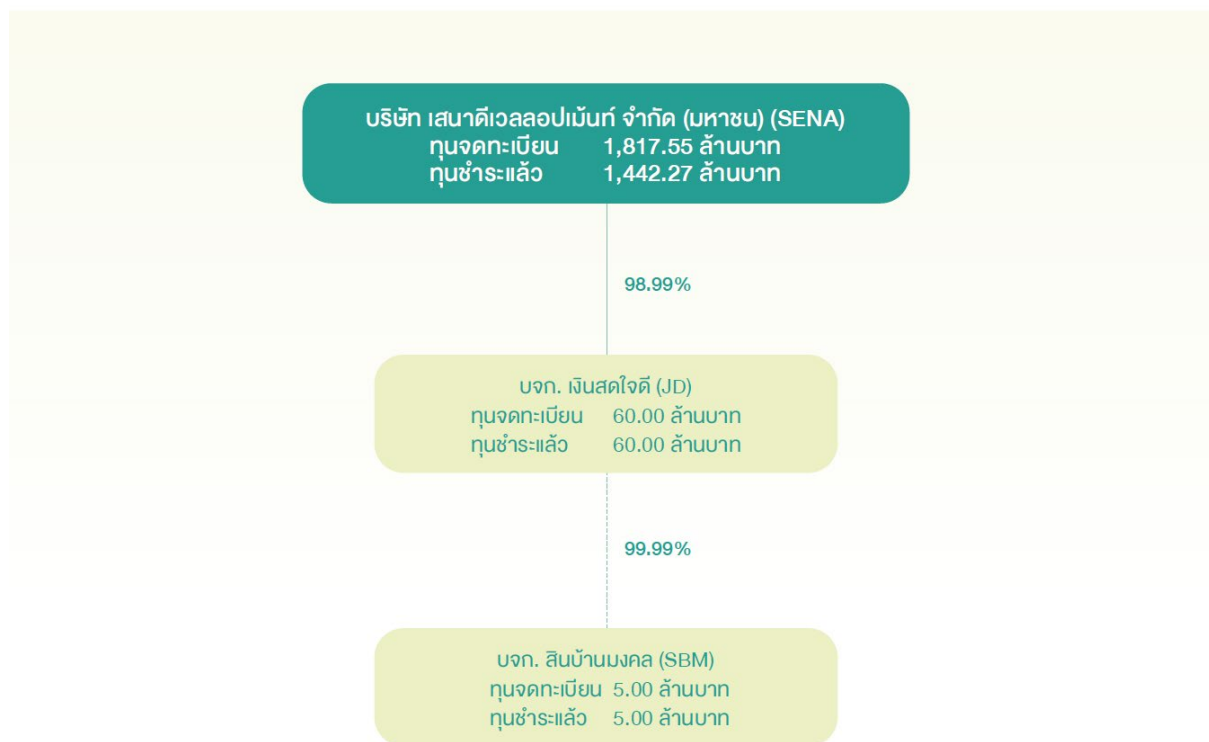 บริษัท เสนาดีเวลลอปเม้นท์ จำกัด (มหาชน) (SENA)
ทุนจดทะเบียน 1,817.55 ล้านบาท
ทุนชำระแล้ว 1,442.27 ล้านบาท
98.99%
บจก. เงินสดใจดี (JD)
ทุนจดทะเบียน 60.00 ล้านบาท
ทุนชำระแล้ว 60.00 ล้านบาท
99.99%
บจก. สินบ้านมงคล (SBM)
ทุนจดทะเบียน 5.00 ล้านบาท
ทุนชำระแล้ว 5.00 ล้านบาท